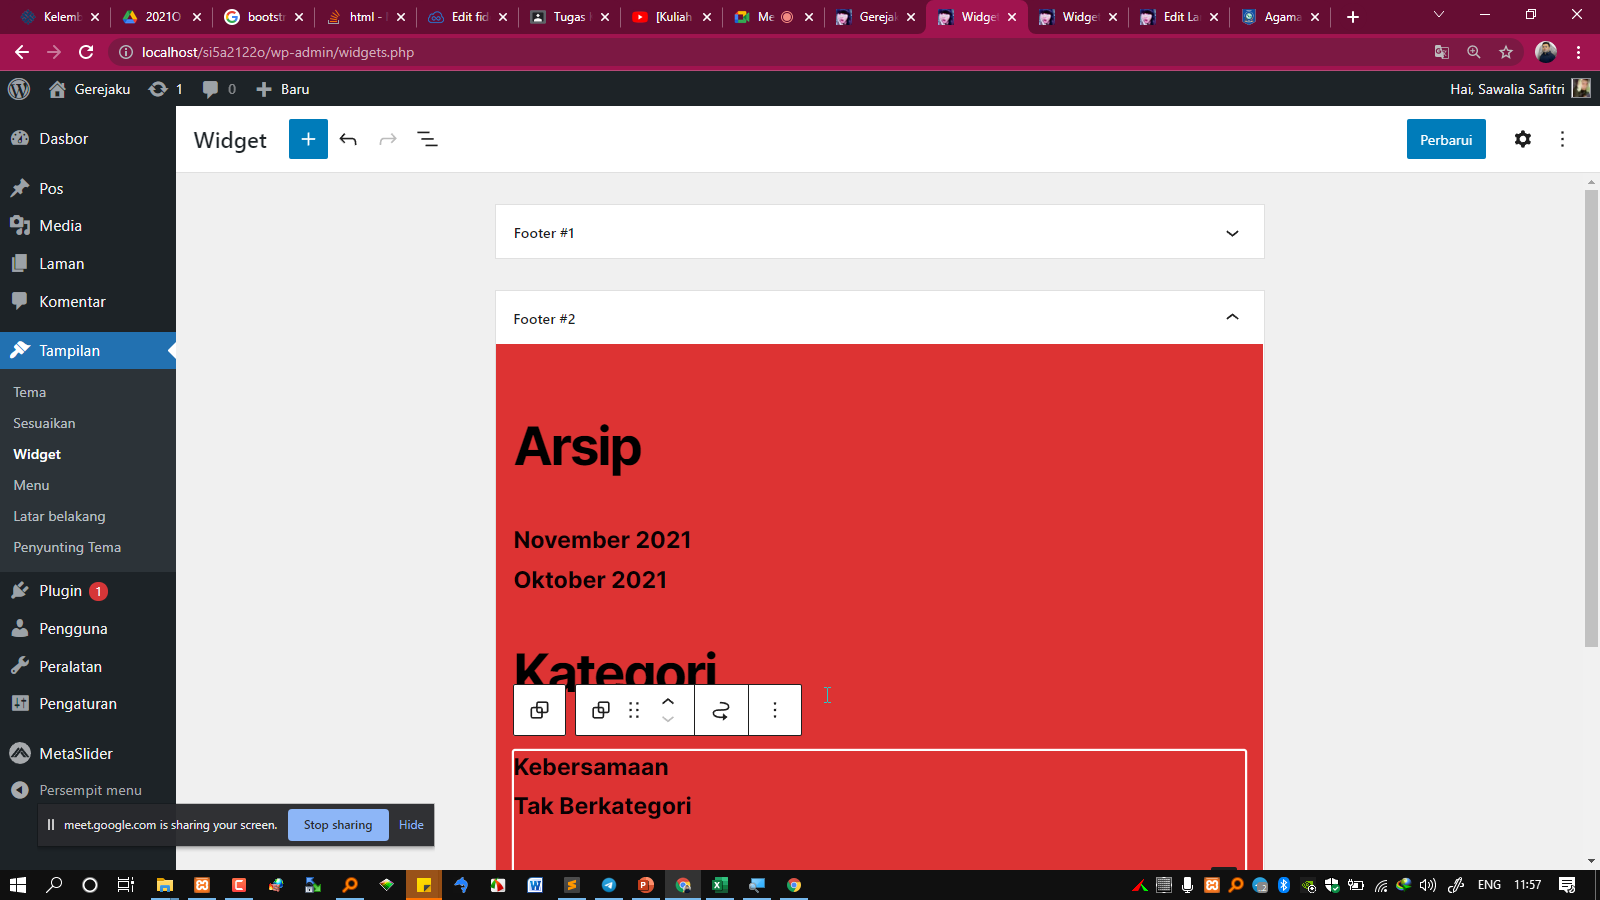 Kelemb
2021O
bootst
html -
Edit fid
Tugas
[Kuliah
Me
Gereja
Widge
Widge
Edit La
Agama
localhost/si5a2122o/wp-admin/widgets.php
Gerejaku
1
0
Baru
Hai, Sawalia Safitri
Dasbor
Pos
Media
Laman
Komentar
Tampilan
Tema
Sesuaikan
Widget
Menu
Latar belakang
Penyunting Tema
Plugin 1
Pengguna
Peralatan
Pengaturan
MetaSlider
Persempit menu
Widget
Perbarui
Footer #1
Footer #2
Arsip
November 2021
Oktober 2021
Kategori
Kebersamaan
Tak Berkategori
meet.google.com is sharing your screen.
Stop sharing
Hide
ENG
11:57